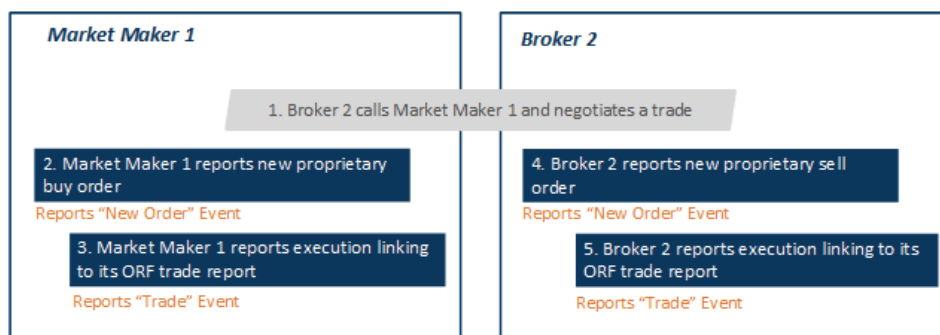 Market Maker 1
Broker 2
1. Broker 2 calls Market Maker 1 and negotiates a trade
2. Market Maker 1 reports new proprietary
buy order
Reports "New Order" Event
3. Market Maker 1 reports execution linking
to its ORF trade report
Reports "Trade" Event
4. Broker 2 reports new proprietary sell
order
Reports "New Order" Event
5. Broker 2 reports execution linking to its
ORF trade report
Reports "Trade" Event